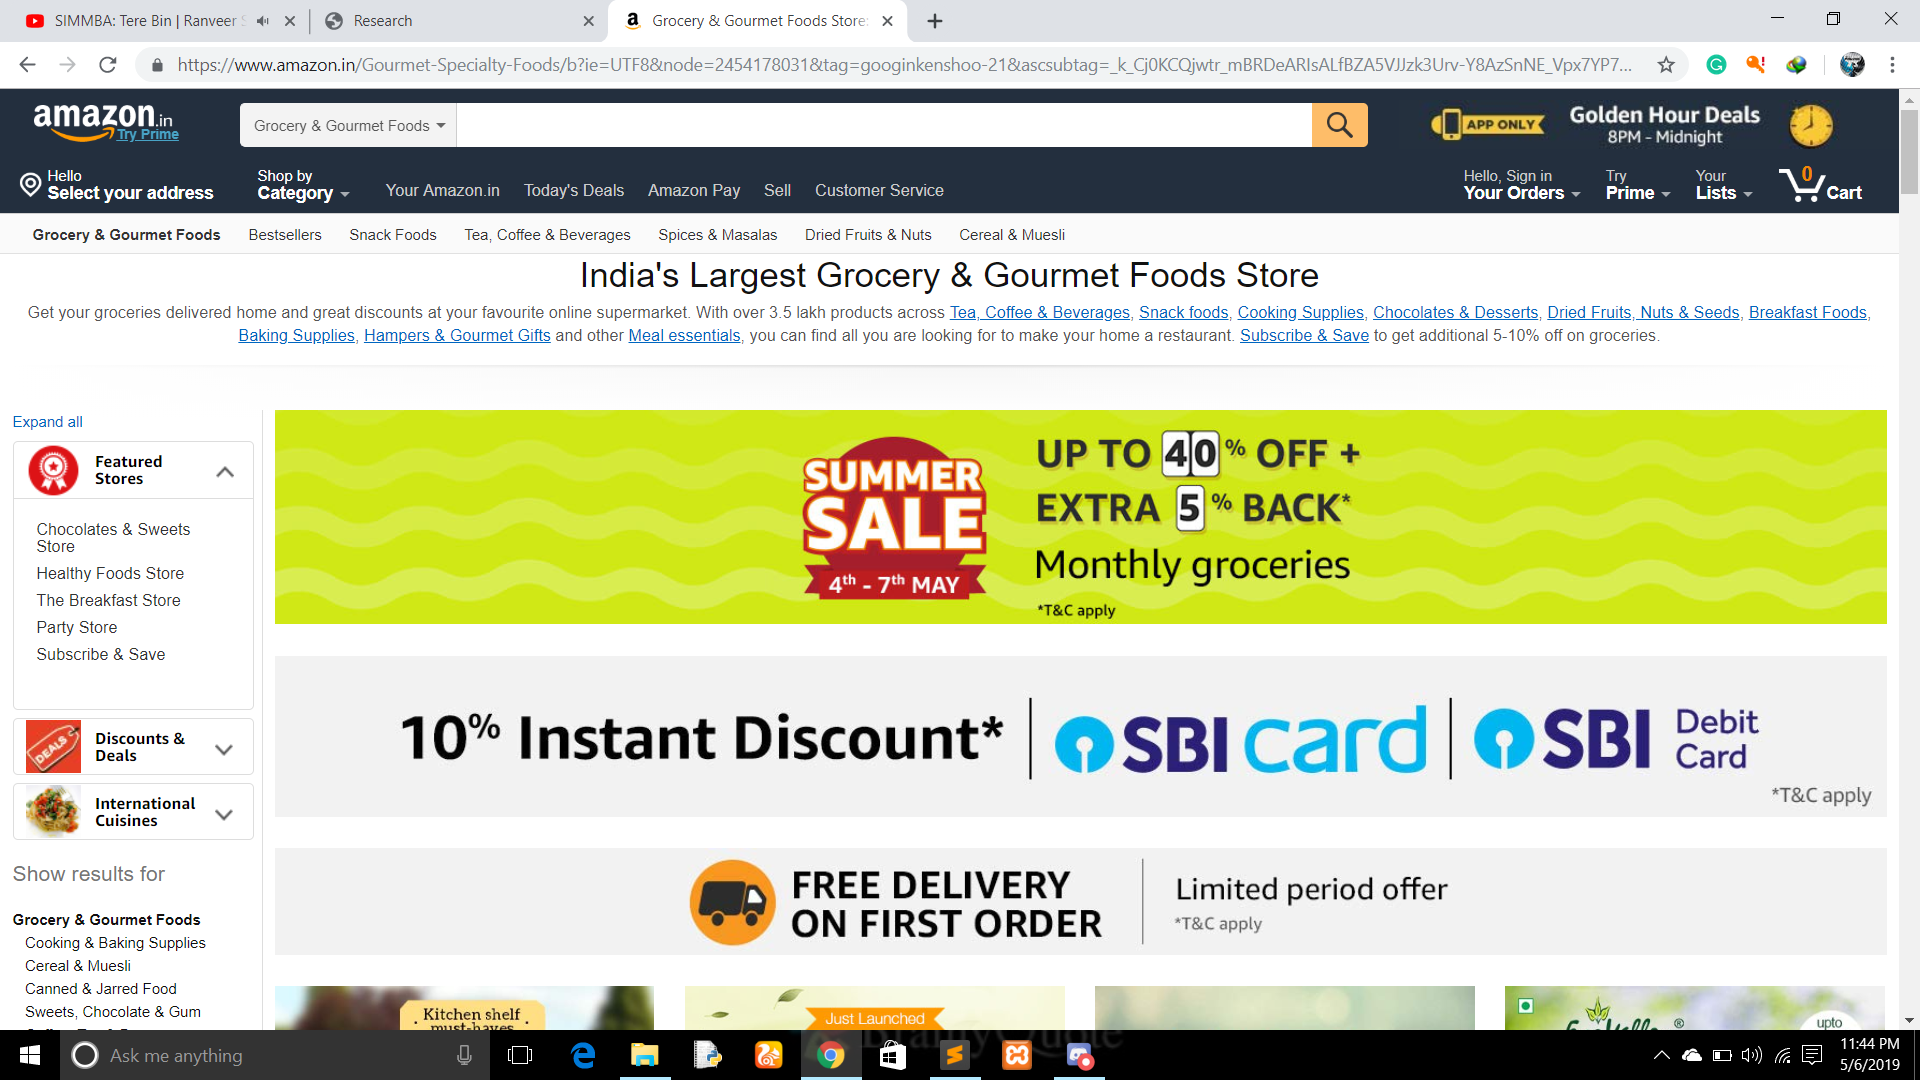 SIMMBA: Tere Bin | Ranveer S
Research
Grocery & Gourmet Foods Store:
https://www.amazon.in/Gourmet-Specialty-Foods/b?ie=UTF8&node=2454178031&tag=googinkenshoo-21&ascsubtag=_k_Cj0KCQjwtr_mBRDeARIsALfBZA5VJJzk3Urv-Y8AzSnNE_Vpx7YP7...
amazon.in
Try Prime
Grocery & Gourmet Foods
APP ONLY
Golden Hour Deals
8PM - Midnight
Hello
Select your address
Shop by
Category
Your Amazon.in
Today's Deals
Amazon Pay
Sell
Customer Service
Hello, Sign in
Your Orders
Try
Prime
Your
Lists
0
Cart
Grocery & Gourmet Foods
Bestsellers
Snack Foods
Tea, Coffee & Beverages
Spices & Masalas
Dried Fruits & Nuts
Cereal & Muesli
India's Largest Grocery & Gourmet Foods Store
Get your groceries delivered home and great discounts at your favourite online supermarket. With over 3.5 lakh products across Tea, Coffee & Beverages, Snack foods, Cooking Supplies, Chocolates & Desserts, Dried Fruits, Nuts & Seeds, Breakfast Foods,
Baking Supplies, Hampers & Gourmet Gifts and other Meal essentials, you can find all you are looking for to make your home a restaurant. Subscribe & Save to get additional 5-10% off on groceries.
Expand all
Featured
Stores
Chocolates & Sweets
Store
Healthy Foods Store
The Breakfast Store
Party Store
Subscribe & Save
DEALS
Discounts &
Deals
International
Cuisines
Show results for
Grocery & Gourmet Foods
Cooking & Baking Supplies
Cereal & Muesli
Canned & Jarred Food
Sweets, Chocolate & Gum
SUMMER
SALE
4th - 7th MAY
UP TO 40% OFF +
EXTRA 5% BACK*
Monthly groceries
*T&C apply
10% Instant Discount*
SBI card
SBI Debit
Card
*T&C apply
FREE DELIVERY
ON FIRST ORDER
Limited period offer
*T&C apply
Kitchen shelf
must-haves
Just Launched
upto
Ask me anything
11:44 PM
5/6/2019